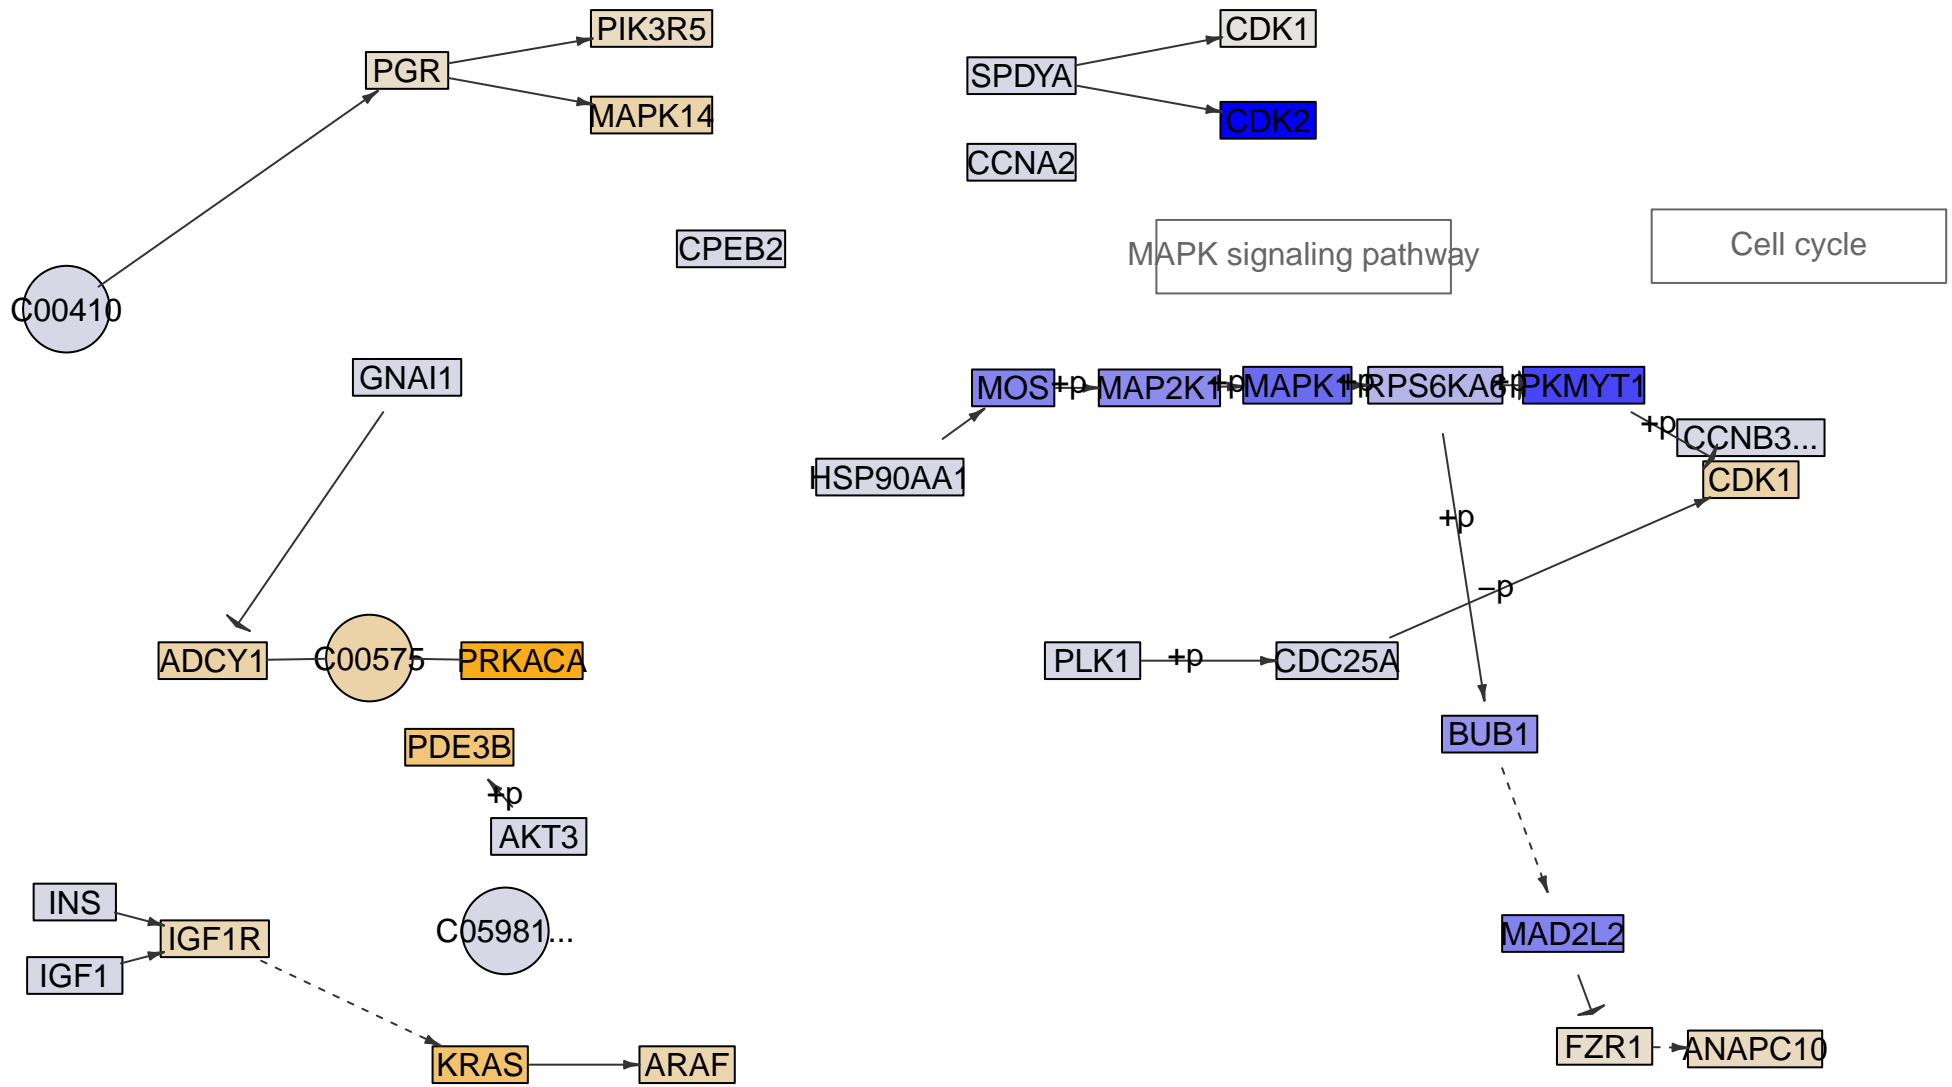 PIK3R5
CDK1
PGR
SPDYA
MAPK14
CDK2
CCNA2
CPEB2
MAPK signaling pathway
Cell cycle
C00410
GNAI1
MOS
+p
MAP2K1
+p
MAPK1
+p
RPS6KA6
+p
PKMYT1
+p
CCNB3...
HSP90AA1
CDK1
+p
−p
ADCY1
C00575
PRKACA
PLK1
+p
CDC25A
PDE3B
BUB1
+p
AKT3
INS
IGF1R
C05981...
MAD2L2
IGF1
KRAS
ARAF
FZR1
ANAPC10